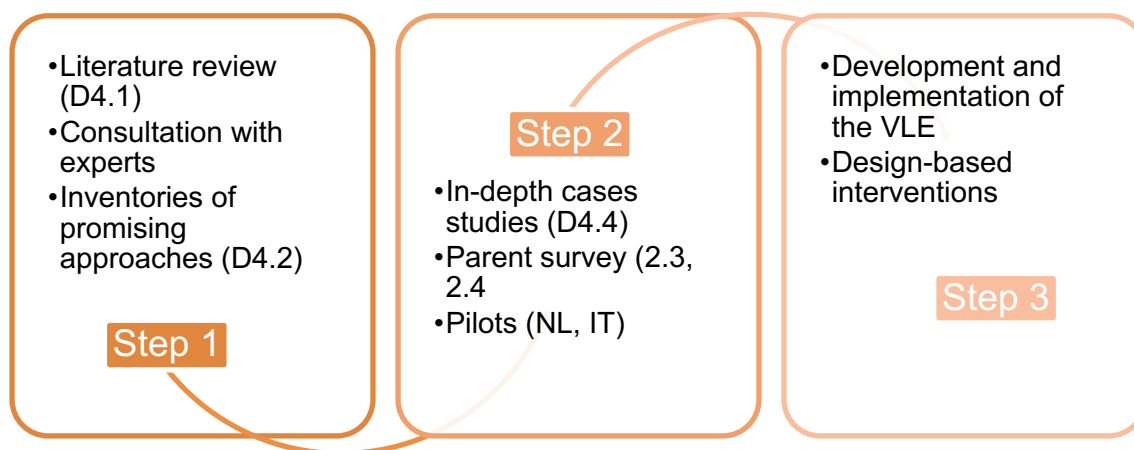 •Literature review
(D4.1)
•Consultation with
experts
•Inventories of
promising
approaches (D4.2)
Step 1
Step 2
•In-depth cases
studies (D4.4)
•Parent survey (2.3,
2.4
•Pilots (NL, IT)
•Development and
implementation of
the VLE
•Design-based
interventions
Step 3